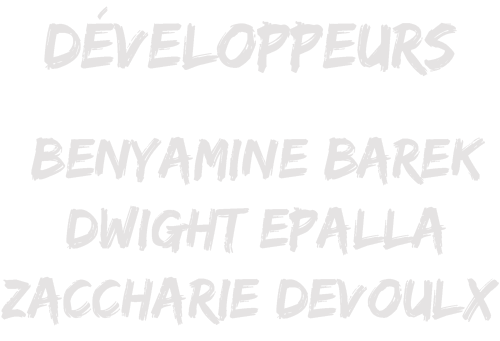 DÉVELOPPEURS
BENYAMINE BAREK
DWIGHT EPALLA
ZACCHARIE DEVOULX